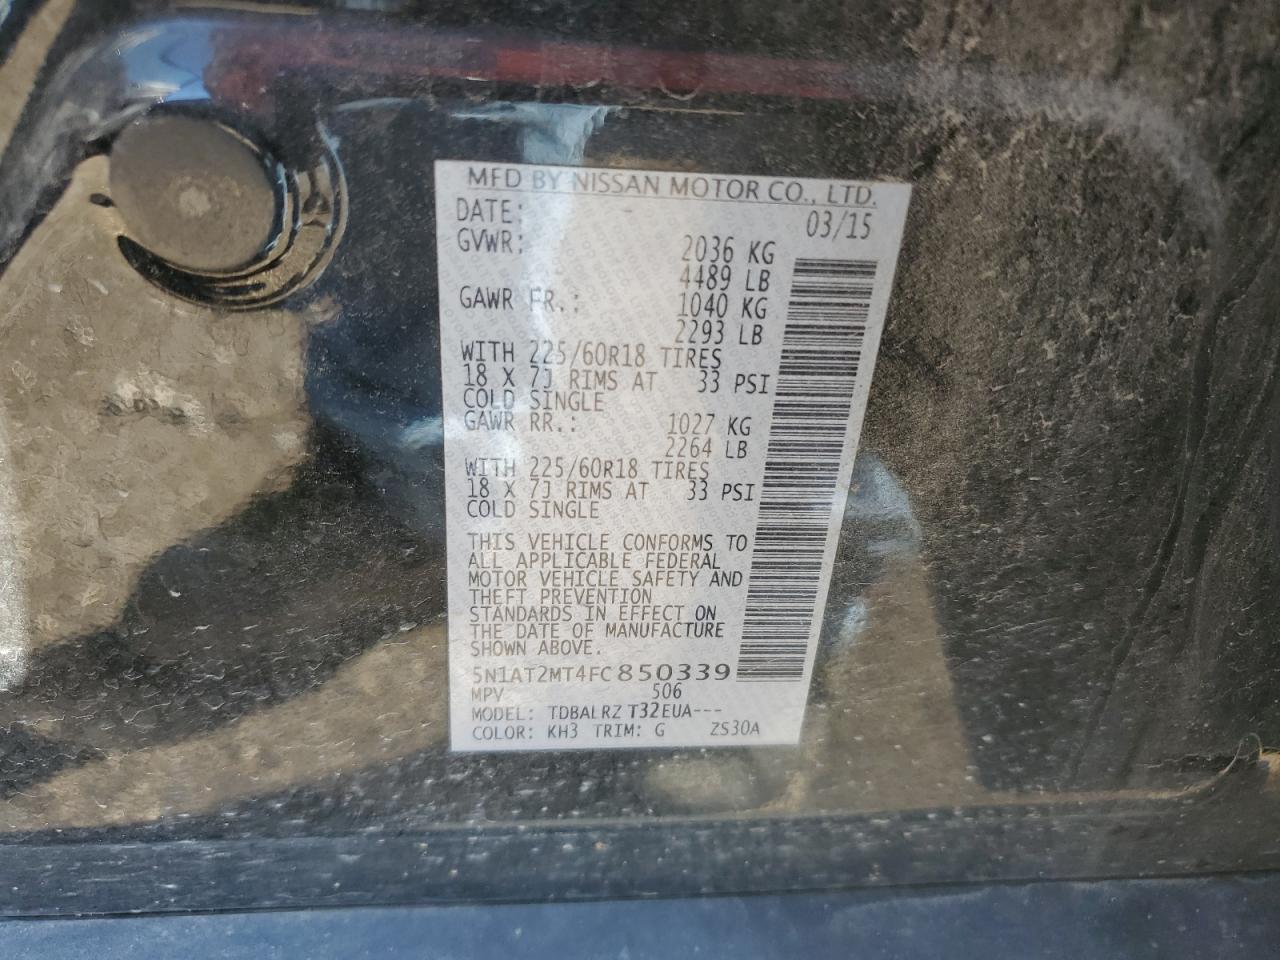 MFD BY NISSAN MOTOR CO., LTD.
DATE: 03/15
GVWR: 2036 KG
4489 LB
GAWR FR.: 1040 KG
2293 LB
WITH 225/60R18 TIRES
18 X 7J RIMS AT 33 PSI
COLD SINGLE
GAWR RR.: 1027 KG
2264 LB
WITH 225/60R18 TIRES
18 X 7J RIMS AT 33 PSI
COLD SINGLE
THIS VEHICLE CONFORMS TO
ALL APPLICABLE FEDERAL
MOTOR VEHICLE SAFETY AND
THEFT PREVENTION
STANDARDS IN EFFECT ON
THE DATE OF MANUFACTURE
SHOWN ABOVE.
5N1AT2MT4FC850339
MPV 506
MODEL: TDBALRZ T32EUA---
COLOR: KH3 TRIM: G ZS30A